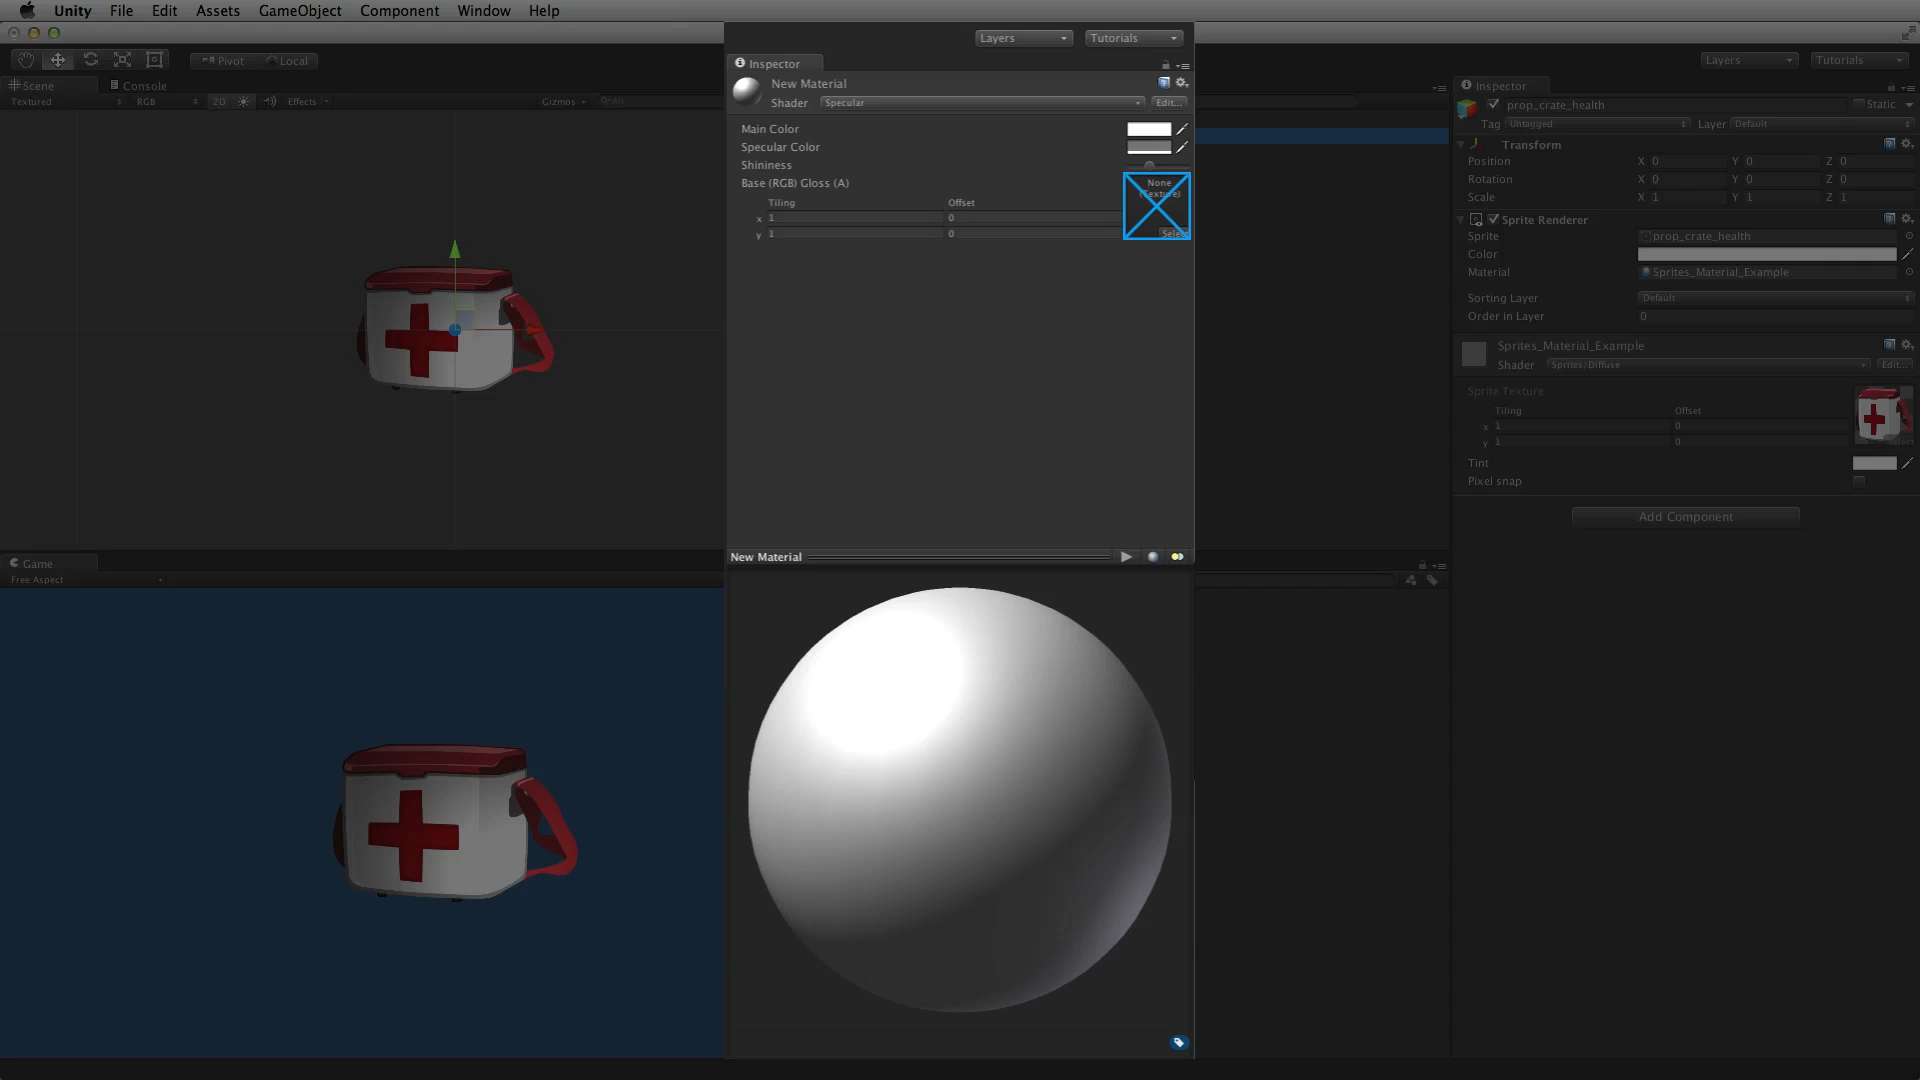 Unity File Edit Assets GameObject Component Window Help
Layers Tutorials
Pivot Local
Layers Tutorials
Scene Console
Textured RGB 2D Effects Gizmos All
Inspector
New Material
Shader Specular Edit...
Main Color
Specular Color
Shininess
Base (RGB) Gloss (A)
None
(Texture)
Tiling Offset
x 1 0
y 1 0
Select
New Material
Inspector
prop_crate_health Static
Tag Untagged Layer Default
Transform
Position X 0 Y 0 Z 0
Rotation X 0 Y 0 Z 0
Scale X 1 Y 1 Z 1
Sprite Renderer
Sprite prop_crate_health
Color
Material Sprites_Material_Example
Sorting Layer Default
Order in Layer 0
Sprites_Material_Example
Shader Sprites/Diffuse Edit...
Sprite Texture
Tiling Offset
x 1 0
y 1 0
Select
Tint
Pixel snap
Add Component
Game
Free Aspect